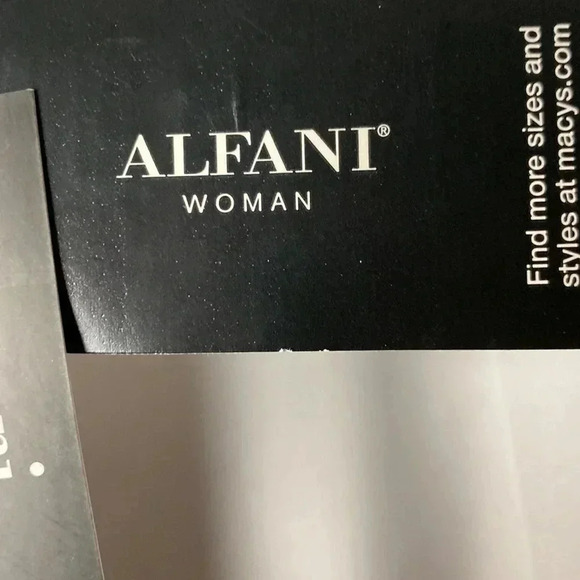 ALFANI®
WOMAN
Find more sizes and
styles at macys.com